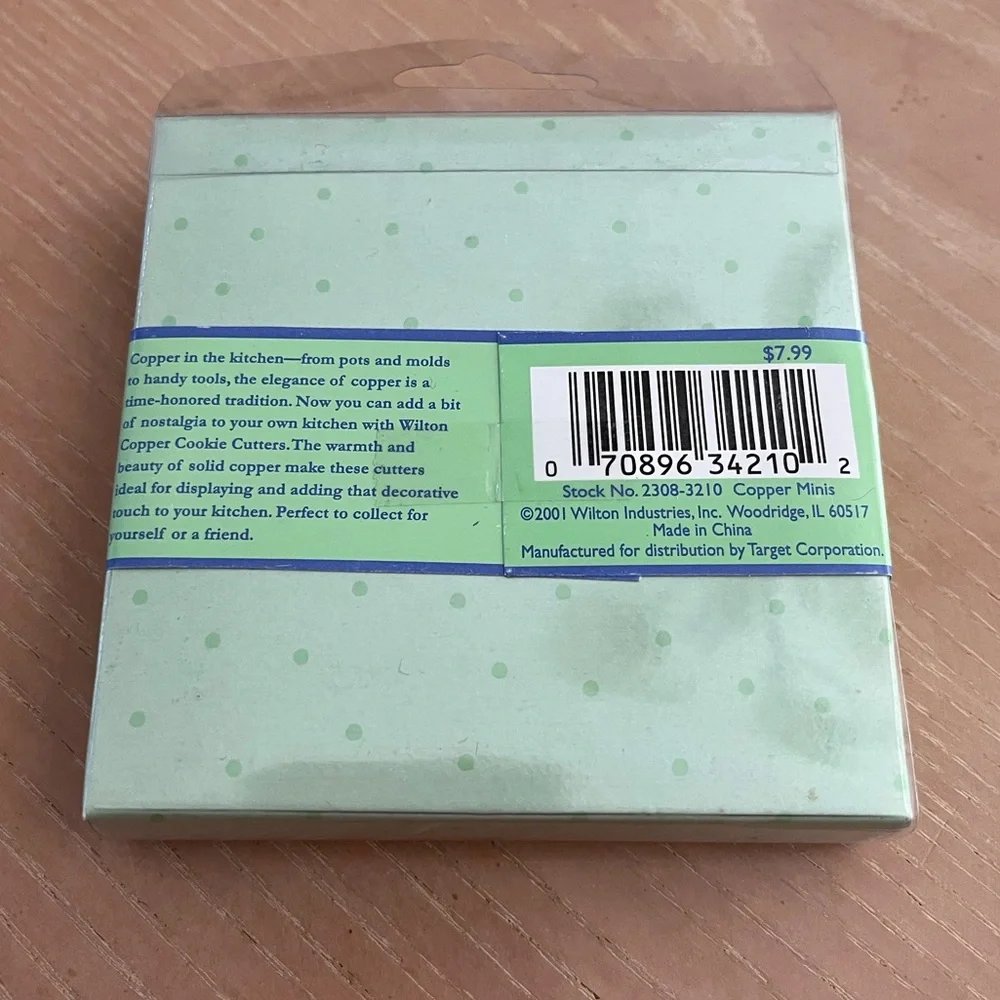 Copper in the kitchen—from pots and molds
to handy tools, the elegance of copper is a
time-honored tradition. Now you can add a bit
of nostalgia to your own kitchen with Wilton
Copper Cookie Cutters. The warmth and
beauty of solid copper make these cutters
ideal for displaying and adding that decorative
touch to your kitchen. Perfect to collect for
yourself or a friend.
$7.99
0 70896 34210 2
Stock No. 2308-3210 Copper Minis
©2001 Wilton Industries, Inc. Woodridge, IL 60517
Made in China
Manufactured for distribution by Target Corporation.